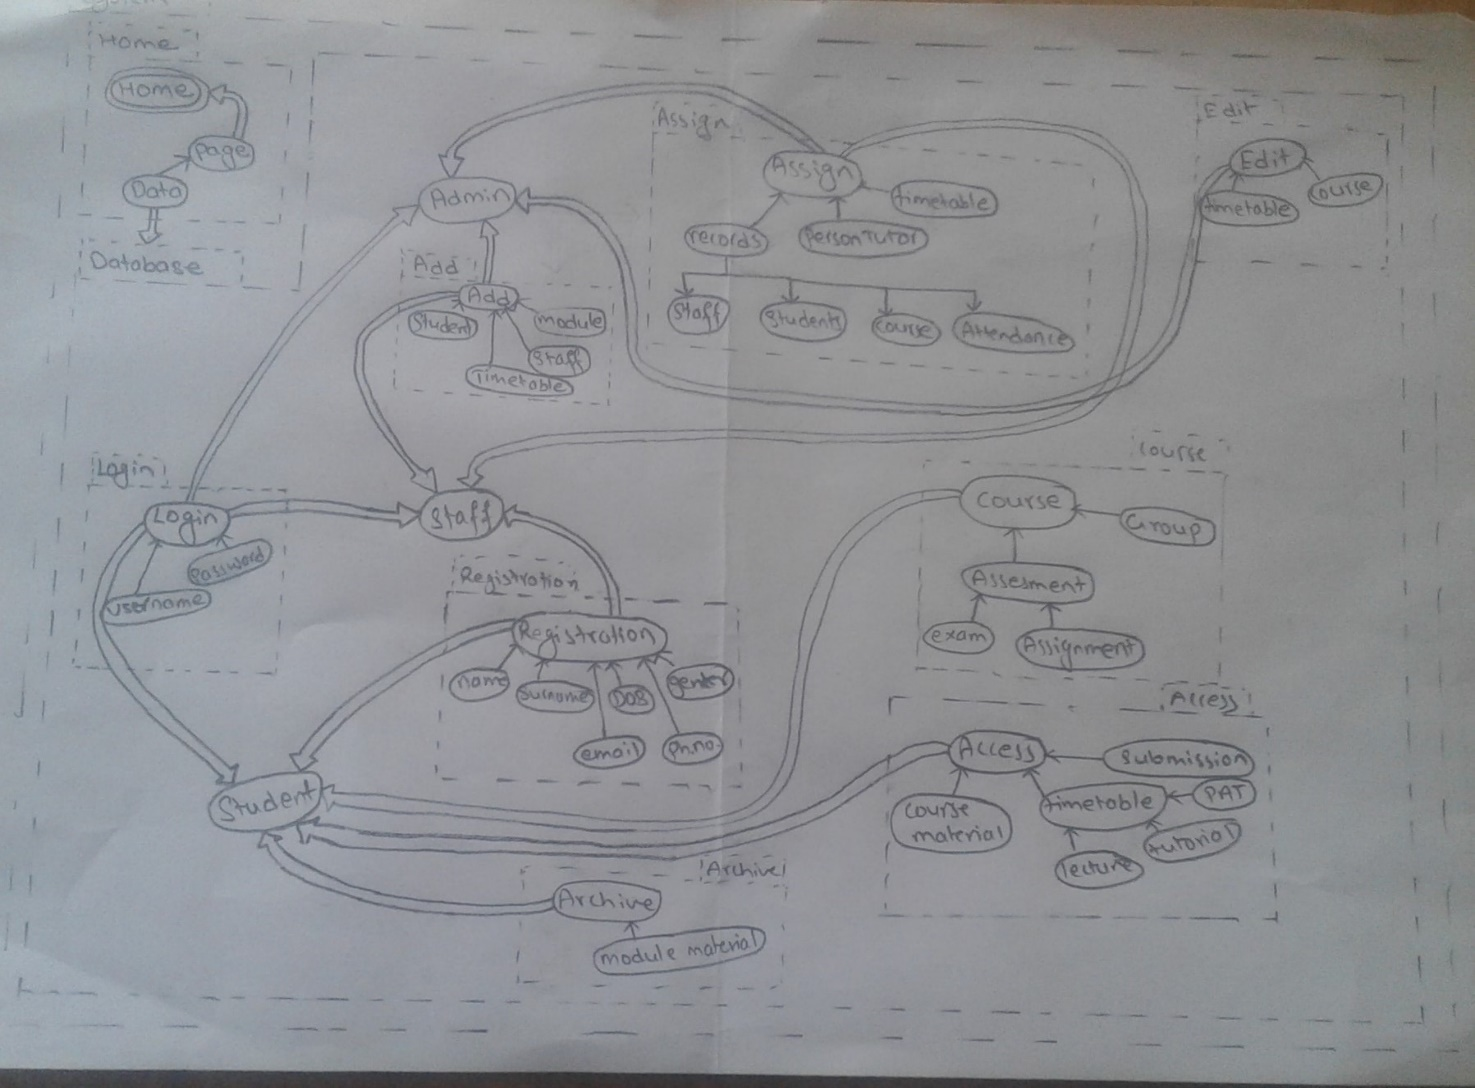 System
Home
Home
Page
Data
Database
Admin
Add
Add
Student
module
Staff
Timetable
Assign
Assign
timetable
records
PersonTutor
Staff
Students
Course
Attendance
Edit
Edit
timetable
Course
Login
Login
password
username
Staff
Registration
Registration
name
surname
DOB
gender
email
Pn.no.
Course
Course
Group
Assesment
exam
Assignment
Access
Access
submission
Course
material
timetable
PAT
tutorial
lecture
Student
Archive
Archive
module material